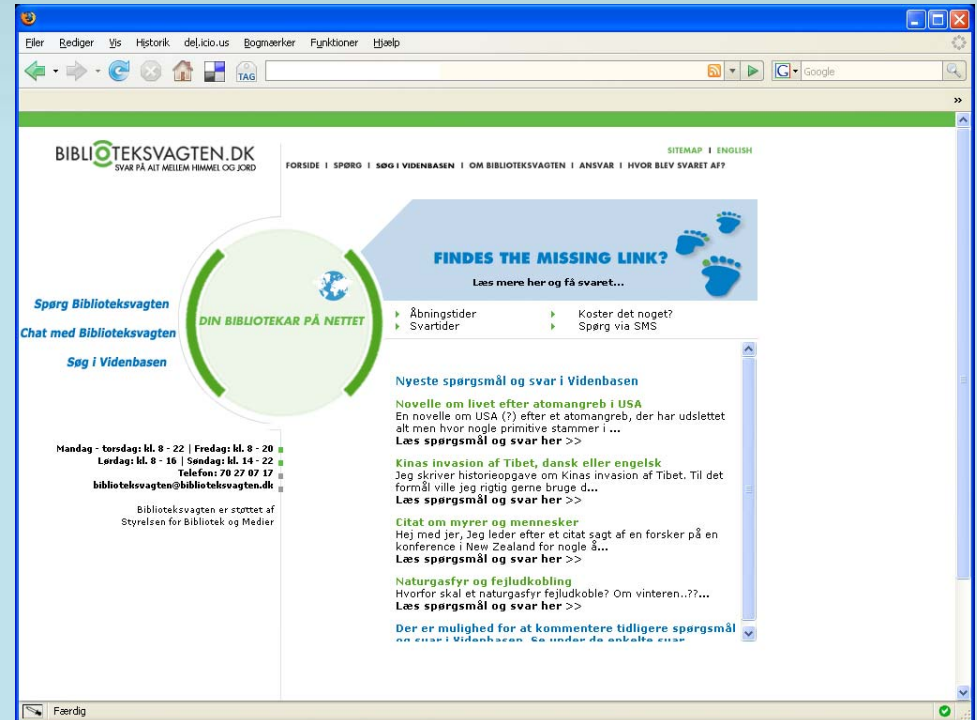 Filer Rediger Vis Historik del.icio.us Bogmærker Funktioner Hjælp
TAG
G Google
»
BIBLIOTEKSVAGTEN.DK
SVAR PÅ ALT MELLEM HIMMEL OG JORD
SITEMAP I ENGLISH
FORSIDE I SPØRG I SØG I VIDENBASEN I OM BIBLIOTEKSVAGTEN I ANSVAR I HVOR BLEV SVARET AF?
FINDES THE MISSING LINK?
Læs mere her og få svaret...
Spørg Biblioteksvagten
Chat med Biblioteksvagten
Søg i Videnbasen
DIN BIBLIOTEKAR PÅ NETTET
Åbningstider Koster det noget?
Svartider Spørg via SMS
Mandag - torsdag: kl. 8 - 22 | Fredag: kl. 8 - 20
Lørdag: kl. 8 - 16 | Søndag: kl. 14 - 22
Telefon: 70 27 07 17
biblioteksvagten@biblioteksvagten.dk
Biblioteksvagten er støttet af
Styrelsen for Bibliotek og Medier
Nyeste spørgsmål og svar i Videnbasen
Novelle om livet efter atomangreb i USA
En novelle om USA (?) efter et atomangreb, der har udslettet
alt men hvor nogle primitive stammer i ...
Læs spørgsmål og svar her >>
Kinas invasion af Tibet, dansk eller engelsk
Jeg skriver historieopgave om Kinas invasion af Tibet. Til det
formål ville jeg rigtig gerne bruge d...
Læs spørgsmål og svar her >>
Citat om myrer og mennesker
Hej med jer, Jeg leder efter et citat sagt af en forsker på en
konference i New Zealand for nogle å...
Læs spørgsmål og svar her >>
Naturgasfyr og fejludkobling
Hvorfor skal et naturgasfyr fejludkoble? Om vinteren..??...
Læs spørgsmål og svar her >>
Der er mulighed for at kommentere tidligere spørgsmål
og svar i Videnbasen. Se under de enkelte svar
Færdig